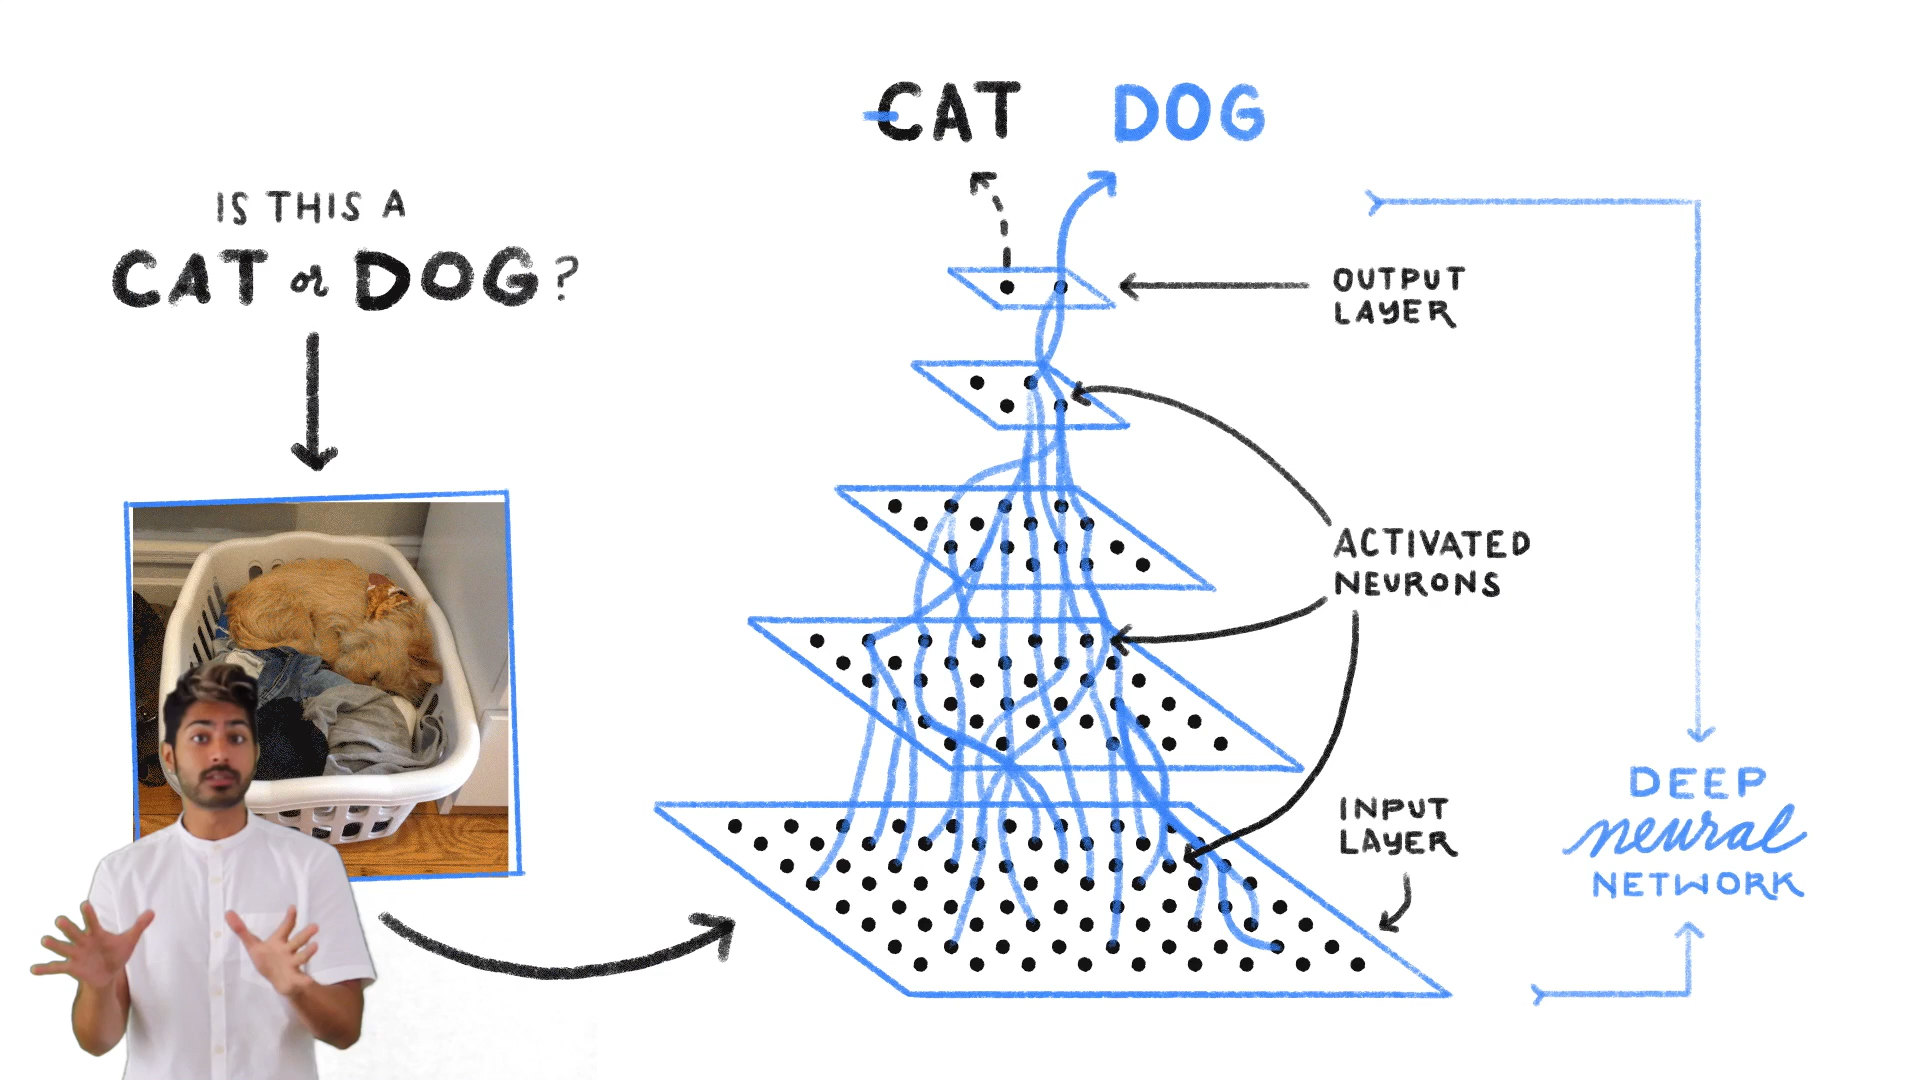 IS THIS A
CAT or DOG?
CAT DOG
OUTPUT
LAYER
ACTIVATED
NEURONS
INPUT
LAYER
DEEP
neural
NETWORK